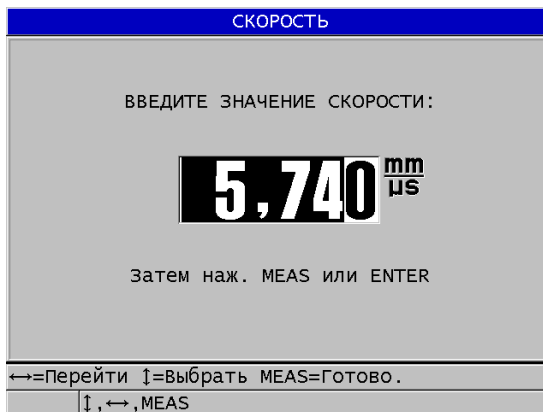 СКОРОСТЬ
ВВЕДИТЕ ЗНАЧЕНИЕ СКОРОСТИ:
5,740 mm/µs
Затем наж. MEAS или ENTER
↔=Перейти ↕=Выбрать MEAS=Готово.
↕,↔,MEAS